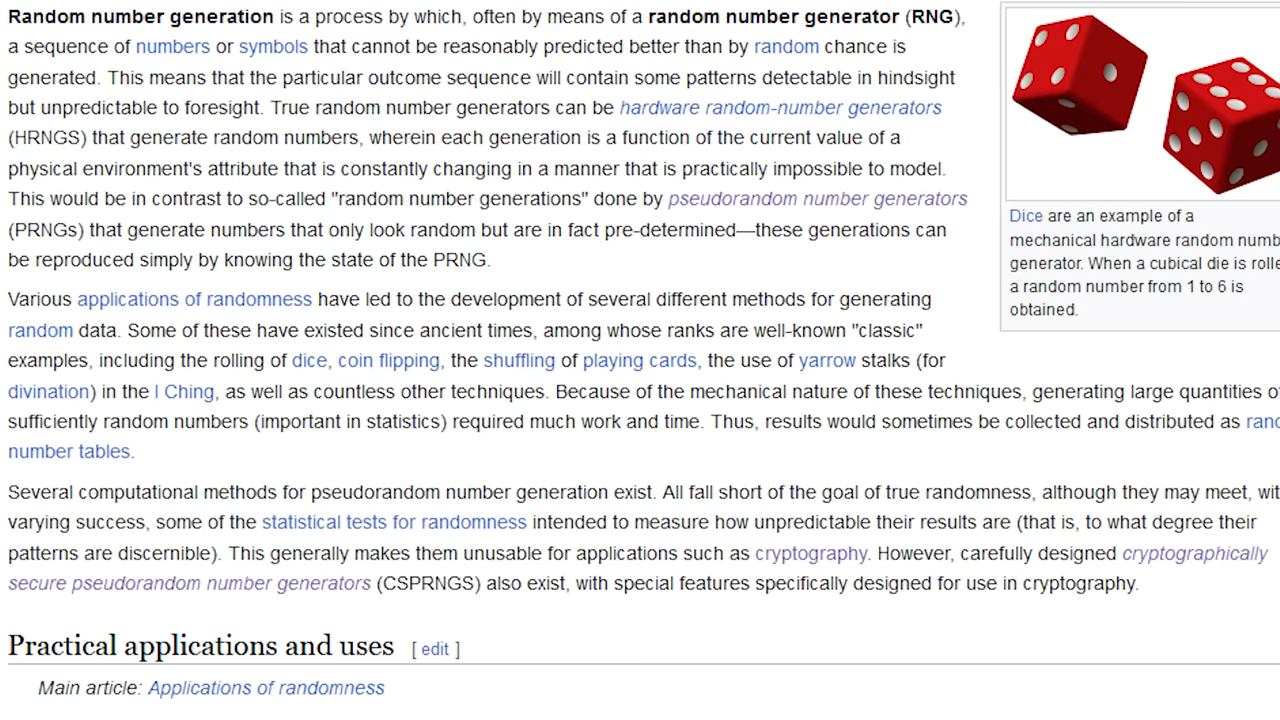 Random number generation is a process by which, often by means of a random number generator (RNG),
a sequence of numbers or symbols that cannot be reasonably predicted better than by random chance is
generated. This means that the particular outcome sequence will contain some patterns detectable in hindsight
but unpredictable to foresight. True random number generators can be hardware random-number generators
(HRNGS) that generate random numbers, wherein each generation is a function of the current value of a
physical environment's attribute that is constantly changing in a manner that is practically impossible to model.
This would be in contrast to so-called "random number generations" done by pseudorandom number generators
(PRNGs) that generate numbers that only look random but are in fact pre-determined—these generations can
be reproduced simply by knowing the state of the PRNG.
Various applications of randomness have led to the development of several different methods for generating
random data. Some of these have existed since ancient times, among whose ranks are well-known "classic"
examples, including the rolling of dice, coin flipping, the shuffling of playing cards, the use of yarrow stalks (for
divination) in the I Ching, as well as countless other techniques. Because of the mechanical nature of these techniques, generating large quantities
sufficiently random numbers (important in statistics) required much work and time. Thus, results would sometimes be collected and distributed as
number tables.
Several computational methods for pseudorandom number generation exist. All fall short of the goal of true randomness, although they may meet,
varying success, some of the statistical tests for randomness intended to measure how unpredictable their results are (that is, to what degree their
patterns are discernible). This generally makes them unusable for applications such as cryptography. However, carefully designed cryptographically
secure pseudorandom number generators (CSPRNGS) also exist, with special features specifically designed for use in cryptography.
Practical applications and uses [ edit ]
Main article: Applications of randomness
Dice are an example of a
mechanical hardware random
generator. When a cubical die is
a random number from 1 to 6 is
obtained.